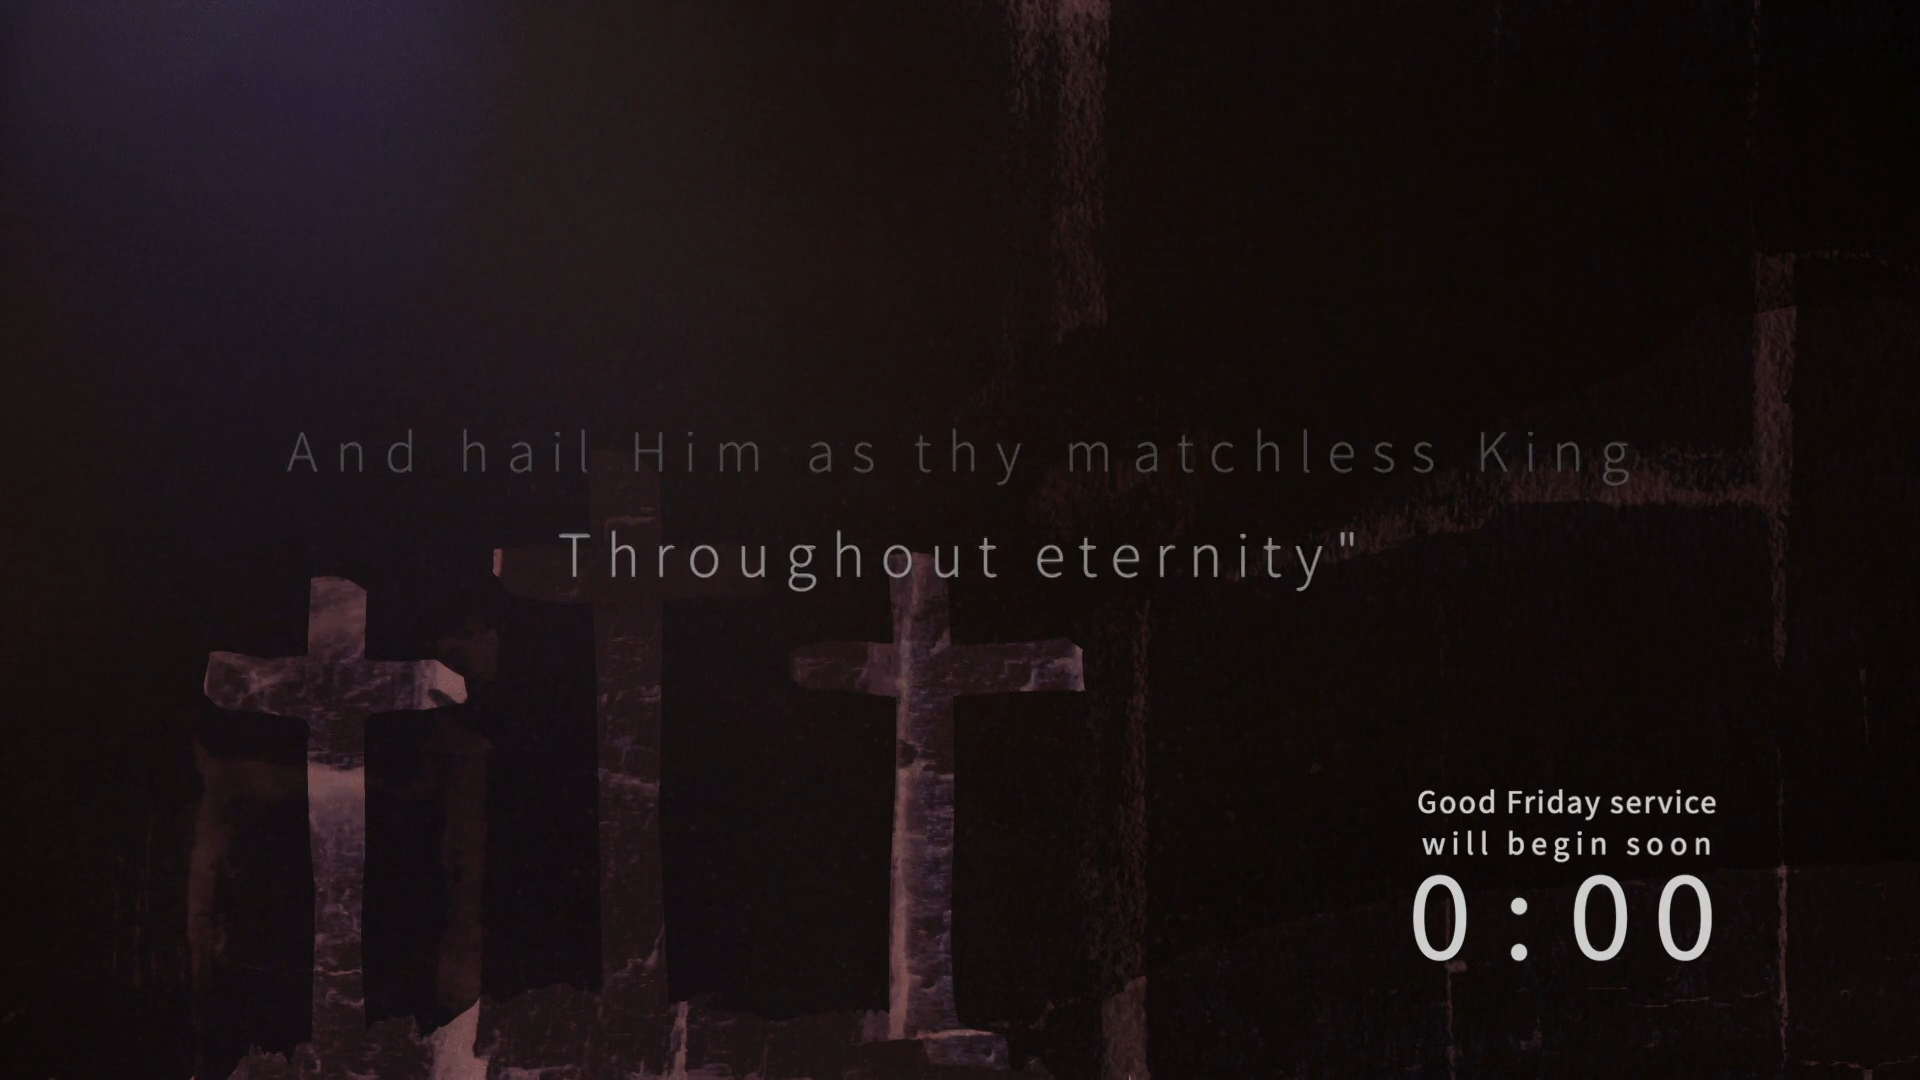 And hail Him as thy matchless King
Throughout eternity"
Good Friday service
will begin soon
0:00